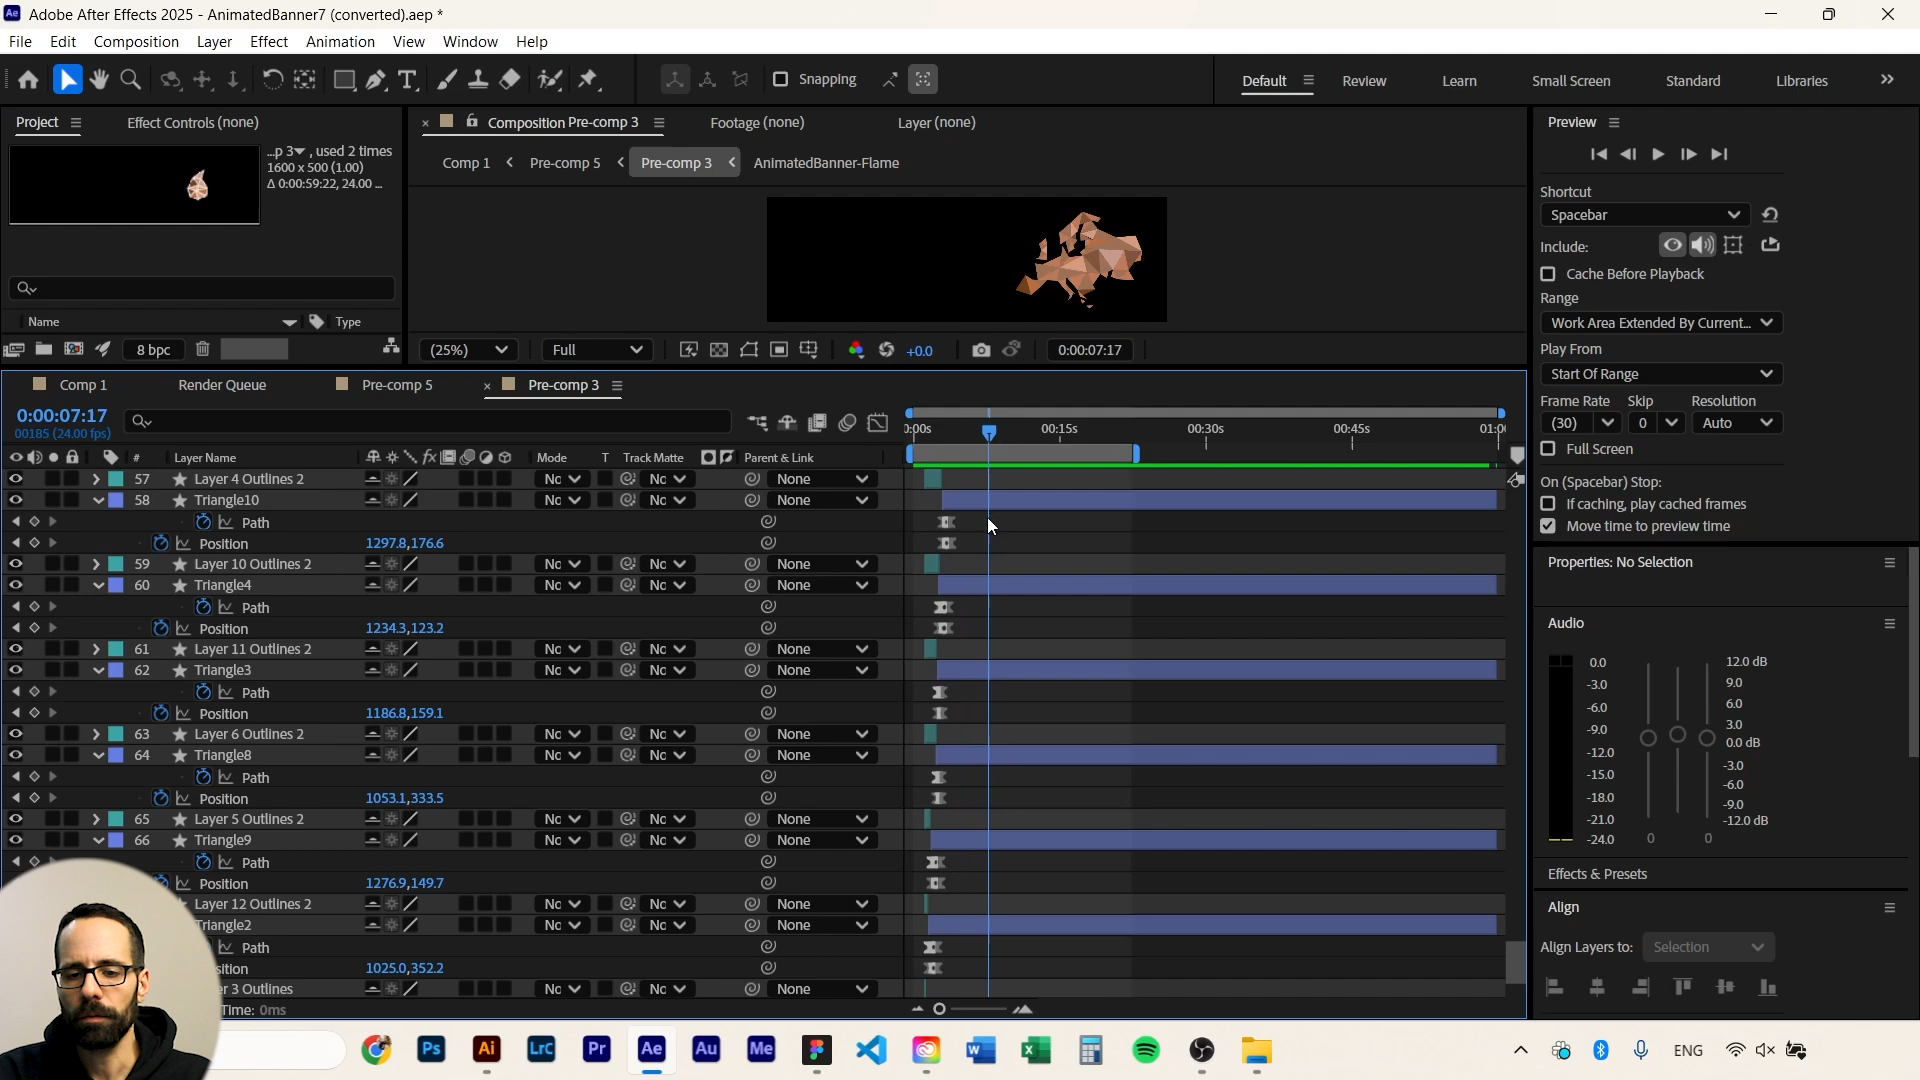 Adobe After Effects 2025 - AnimatedBanner7 (converted).aep *
File Edit Composition Layer Effect Animation View Window Help
Snapping
Default Review Learn Small Screen Standard Libraries
Project Effect Controls (none)
Composition Pre-comp 3 Footage (none) Layer (none)
Preview
...p 3 , used 2 times
1600 x 500 (1.00)
Δ 0:00:59:22, 24.00 ...
Comp 1 Pre-comp 5 Pre-comp 3 AnimatedBanner-Flame
Shortcut
Spacebar
Include:
Cache Before Playback
Range
Work Area Extended By Current...
Play From
Start Of Range
Frame Rate Skip Resolution
(30) 0 Auto
Full Screen
On (Spacebar) Stop:
If caching, play cached frames
Move time to preview time
Name Type
8 bpc
(25%) Full +0.0 0:00:07:17
Comp 1 Render Queue Pre-comp 5 Pre-comp 3
0:00:07:17
00185 (24.00 fps)
0:00s 00:15s 00:30s 00:45s 01:0
# Layer Name Mode T Track Matte Parent & Link
57 Layer 4 Outlines 2 Nc Nc None
58 Triangle10 Nc Nc None
Path
Position 1297.8,176.6
59 Layer 10 Outlines 2 Nc Nc None
60 Triangle4 Nc Nc None
Path
Position 1234.3,123.2
61 Layer 11 Outlines 2 Nc Nc None
62 Triangle3 Nc Nc None
Path
Position 1186.8,159.1
63 Layer 6 Outlines 2 Nc Nc None
64 Triangle8 Nc Nc None
Path
Position 1053.1,333.5
65 Layer 5 Outlines 2 Nc Nc None
66 Triangle9 Nc Nc None
Path
Position 1276.9,149.7
Layer 12 Outlines 2 Nc Nc None
Triangle2 Nc Nc None
Path
sition 1025.0,352.2
er 3 Outlines Nc Nc None
Time: 0ms
Properties: No Selection
Audio
0.0 12.0 dB
-3.0 9.0
-6.0 6.0
-9.0 3.0
-12.0 0.0 dB
-15.0 -3.0
-18.0 -6.0
-21.0 -9.0
-24.0 0 0 -12.0 dB
Effects & Presets
Align
Align Layers to: Selection
Ps Ai LrC Pr Ae Au Me
ENG